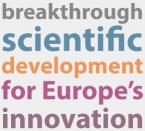 breakthrough
scientific
development
for Europe's
innovation